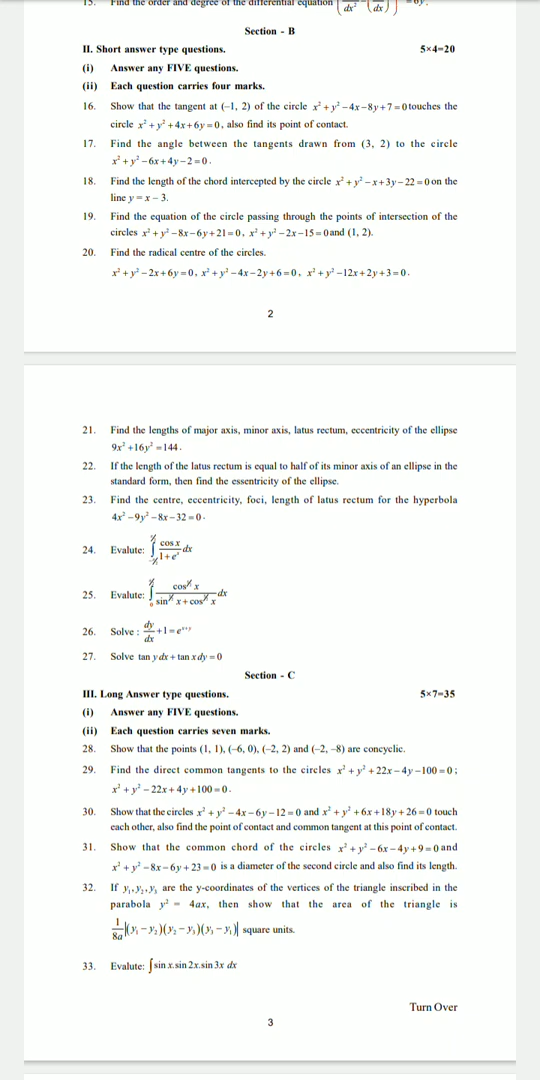 15. Find the order and degree of the differential equation (d²y/dx² − (dy/dx)³) = 6y.
Section - B
II. Short answer type questions. 5×4=20
(i) Answer any FIVE questions.
(ii) Each question carries four marks.
16. Show that the tangent at (−1, 2) of the circle x² + y² − 4x − 8y + 7 = 0 touches the
circle x² + y² + 4x + 6y = 0, also find its point of contact.
17. Find the angle between the tangents drawn from (3, 2) to the circle
x² + y² − 6x + 4y − 2 = 0.
18. Find the length of the chord intercepted by the circle x² + y² − x + 3y − 22 = 0 on the
line y = x − 3.
19. Find the equation of the circle passing through the points of intersection of the
circles x² + y² − 8x − 6y + 21 = 0, x² + y² − 2x − 15 = 0 and (1, 2).
20. Find the radical centre of the circles.
x² + y² − 2x + 6y = 0, x² + y² − 4x − 2y + 6 = 0, x² + y² − 12x + 2y + 3 = 0.
2
21. Find the lengths of major axis, minor axis, latus rectum, eccentricity of the ellipse
9x² + 16y² = 144.
22. If the length of the latus rectum is equal to half of its minor axis of an ellipse in the
standard form, then find the essentricity of the ellipse.
23. Find the centre, eccentricity, foci, length of latus rectum for the hyperbola
4x² − 9y² − 8x − 32 = 0.
24. Evalute: ∫ cos x / (1 + eˣ) dx
25. Evalute: ∫ cos x / (sin x + cos x) dx
26. Solve : dy/dx + 1 = eˣ⁺ʸ
27. Solve tan y dx + tan x dy = 0
Section - C
III. Long Answer type questions. 5×7=35
(i) Answer any FIVE questions.
(ii) Each question carries seven marks.
28. Show that the points (1, 1), (−6, 0), (−2, 2) and (−2, −8) are concyclic.
29. Find the direct common tangents to the circles x² + y² + 22x − 4y − 100 = 0;
x² + y² − 22x + 4y + 100 = 0.
30. Show that the circles x² + y² − 4x − 6y − 12 = 0 and x² + y² + 6x + 18y + 26 = 0 touch
each other, also find the point of contact and common tangent at this point of contact.
31. Show that the common chord of the circles x² + y² − 6x − 4y + 9 = 0 and
x² + y² − 8x − 6y + 23 = 0 is a diameter of the second circle and also find its length.
32. If y₁, y₂, y₃ are the y-coordinates of the vertices of the triangle inscribed in the
parabola y² = 4ax, then show that the area of the triangle is
1/8a |(y₁ − y₂)(y₂ − y₃)(y₃ − y₁)| square units.
33. Evalute: ∫ sin x. sin 2x. sin 3x dx
Turn Over
3